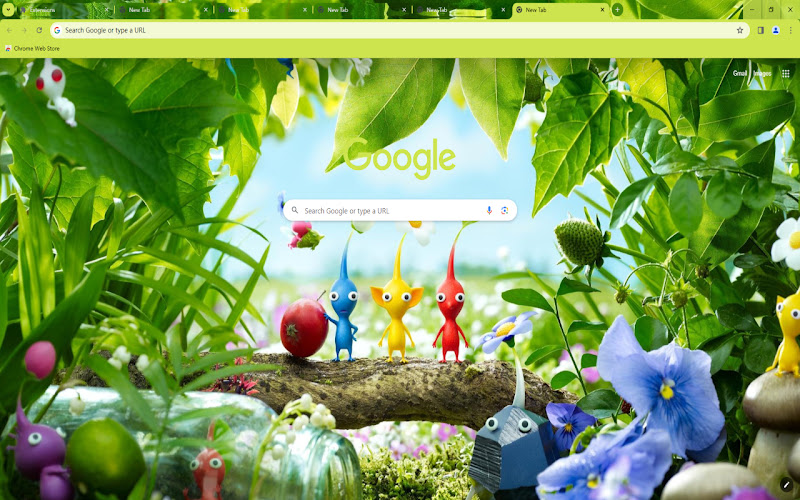 Extensions
New Tab
New Tab
New Tab
New Tab
New Tab
Search Google or type a URL
Chrome Web Store
Gmail Images
Google
Search Google or type a URL